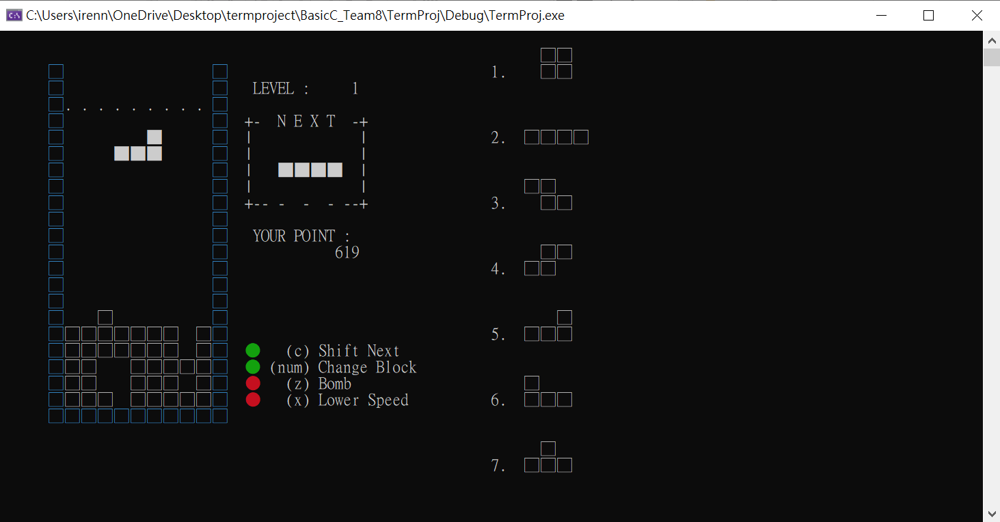 C:\Users\irenn\OneDrive\Desktop\termproject\BasicC_Team8\TermProj\Debug\TermProj.exe
LEVEL : 1
+- N E X T -+
+-- - - - --+
YOUR POINT :
619
(c) Shift Next
(num) Change Block
(z) Bomb
(x) Lower Speed
1.
2.
3.
4.
5.
6.
7.